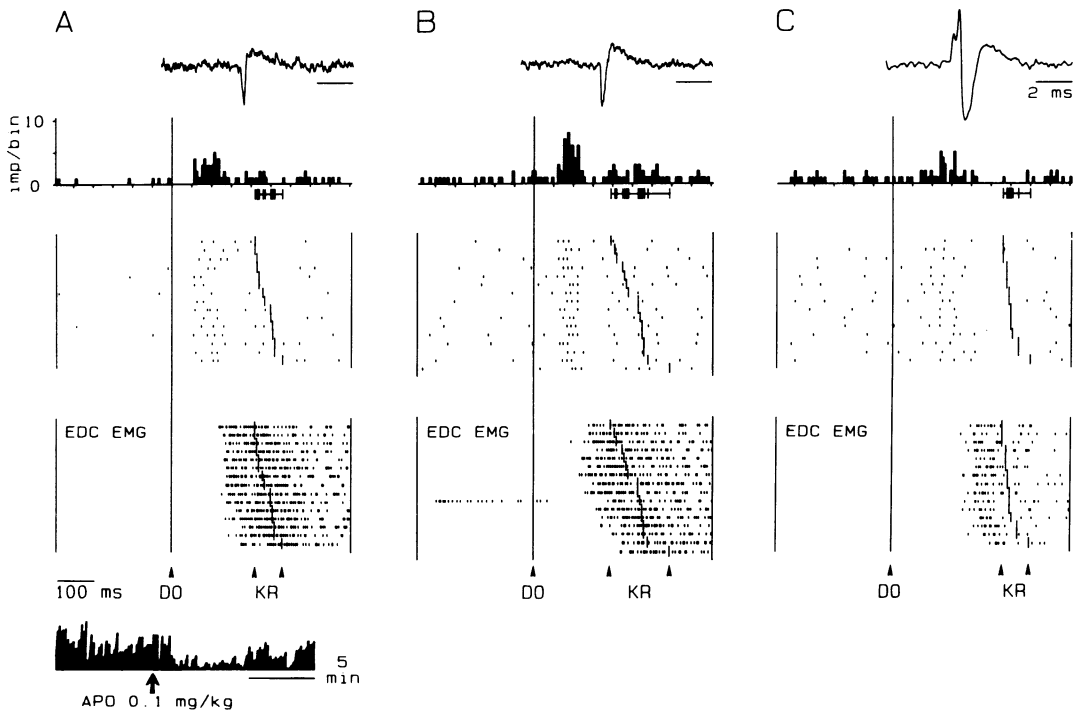 A B C
2 ms
10
imp/bin
0
EDC EMG EDC EMG EDC EMG
100 ms DO KR DO KR DO KR
5
min
APO 0.1 mg/kg